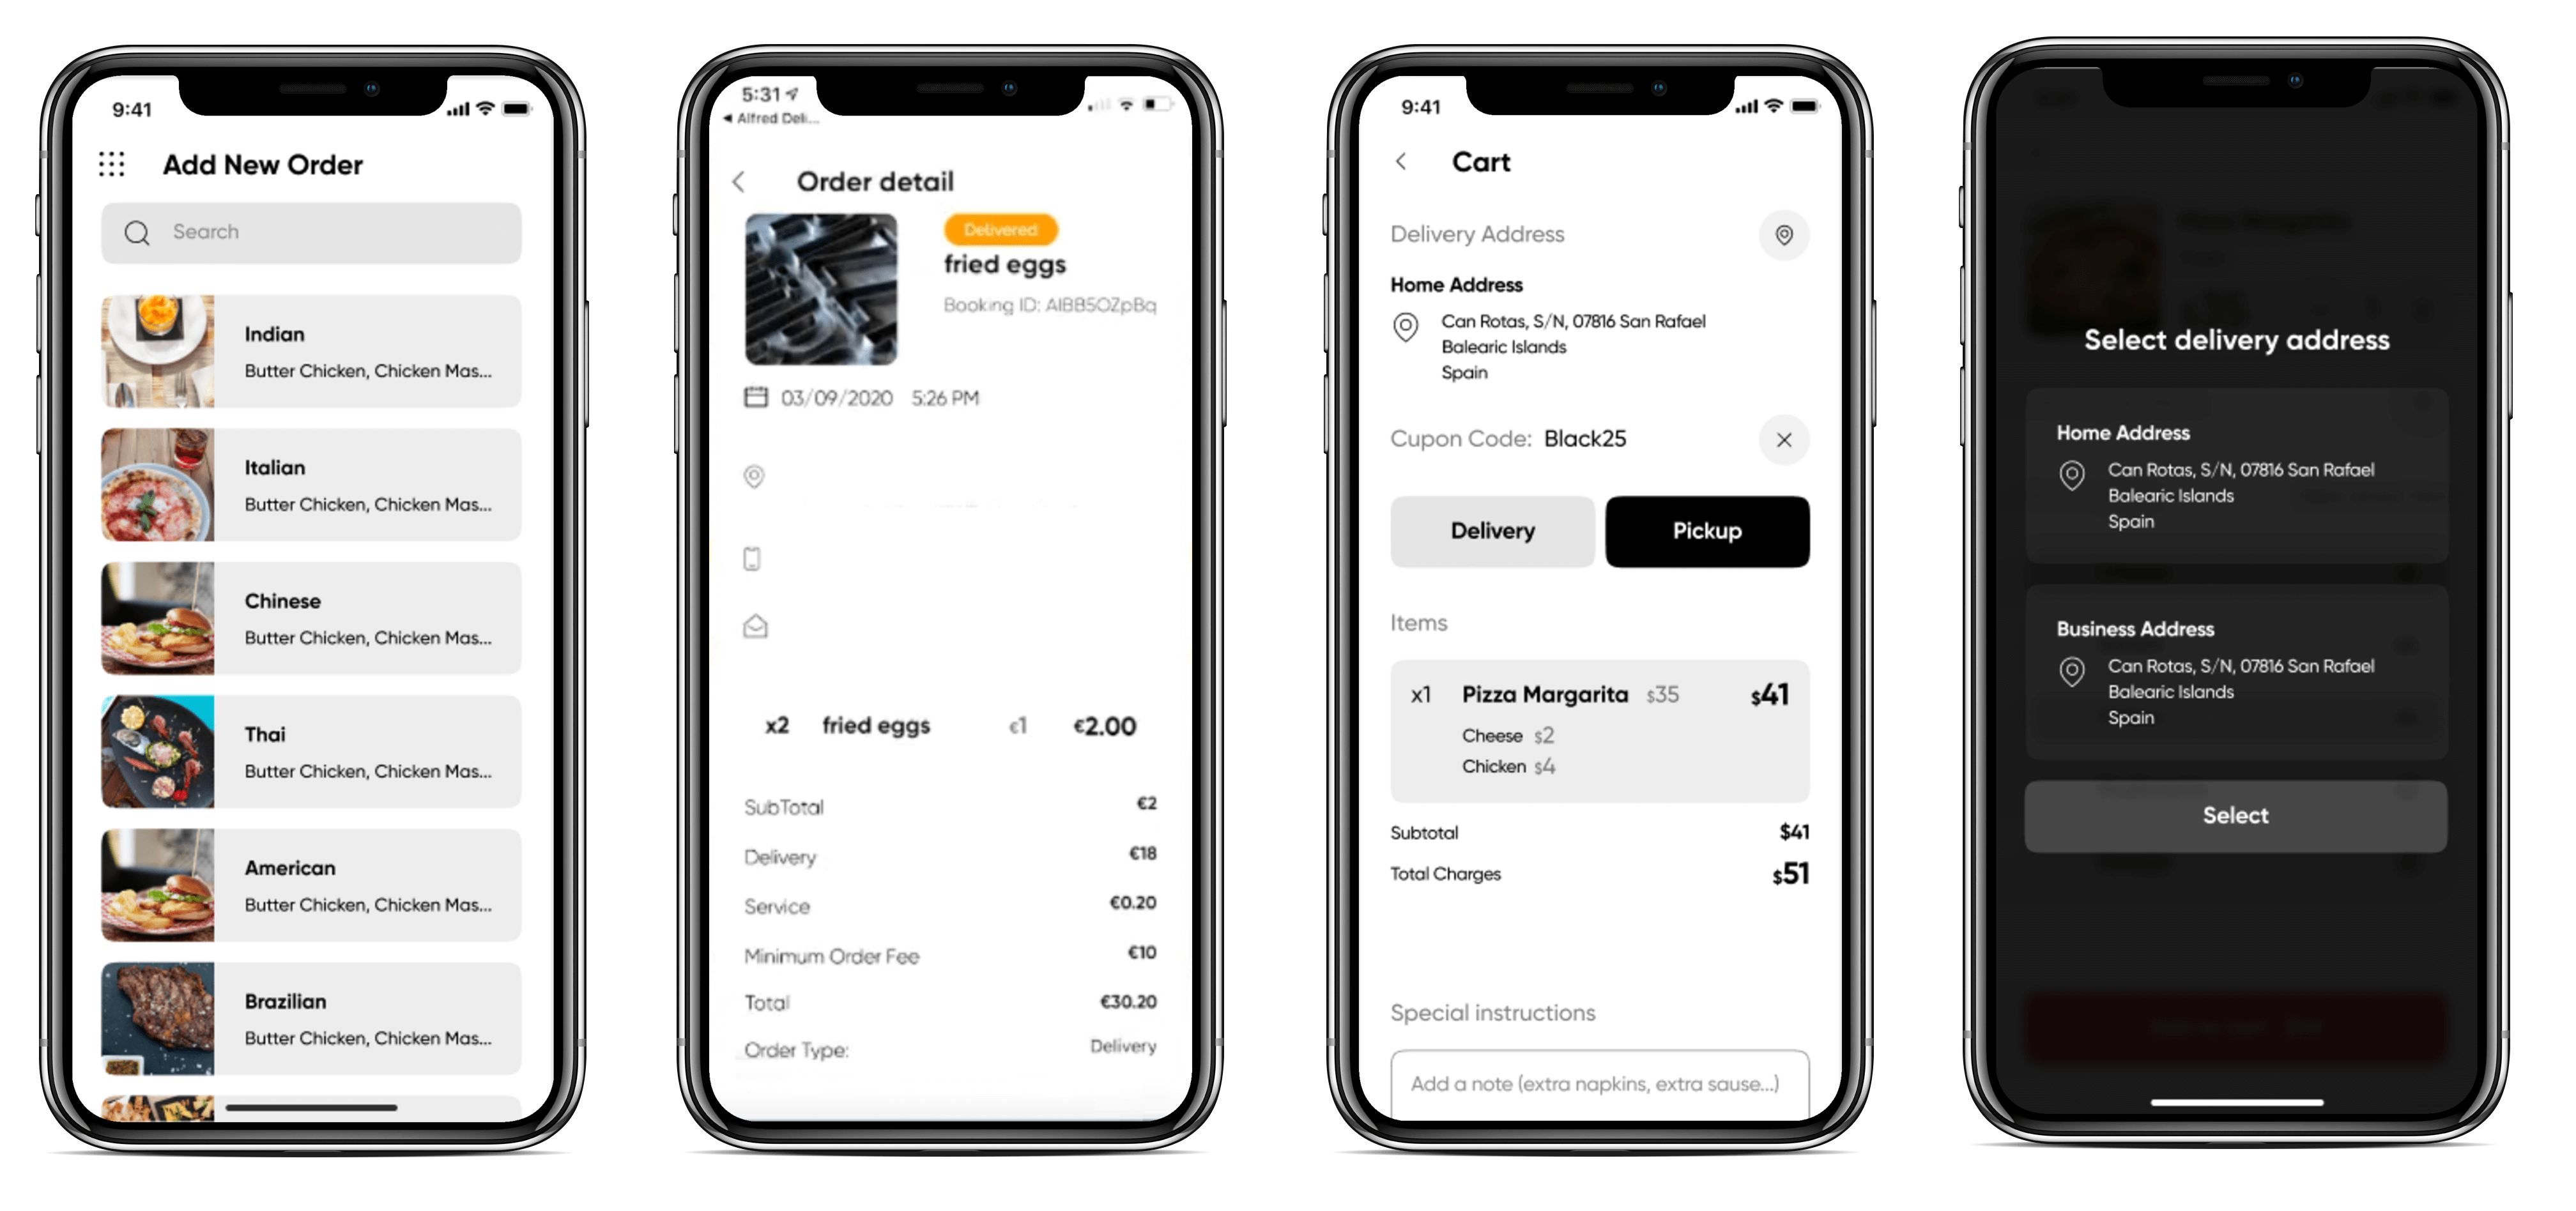 9:41
Add New Order
Search
Indian
Butter Chicken, Chicken Mas...
Italian
Butter Chicken, Chicken Mas...
Chinese
Butter Chicken, Chicken Mas...
Thai
Butter Chicken, Chicken Mas...
American
Butter Chicken, Chicken Mas...
Brazilian
Butter Chicken, Chicken Mas...
5:31
Alfred Deli...
Order detail
Delivered
fried eggs
Booking ID: AIBB5OZpBq
03/09/2020 5:26 PM
x2 fried eggs €1 €2.00
SubTotal €2
Delivery €18
Service €0.20
Minimum Order Fee €10
Total €30.20
Order Type: Delivery
9:41
Cart
Delivery Address
Home Address
Can Rotas, S/N, 07816 San Rafael
Balearic Islands
Spain
Cupon Code: Black25
Delivery Pickup
Items
x1 Pizza Margarita $35 $41
Cheese $2
Chicken $4
Subtotal $41
Total Charges $51
Special instructions
Add a note (extra napkins, extra sause...)
Select delivery address
Home Address
Can Rotas, S/N, 07816 San Rafael
Balearic Islands
Spain
Business Address
Can Rotas, S/N, 07816 San Rafael
Balearic Islands
Spain
Select